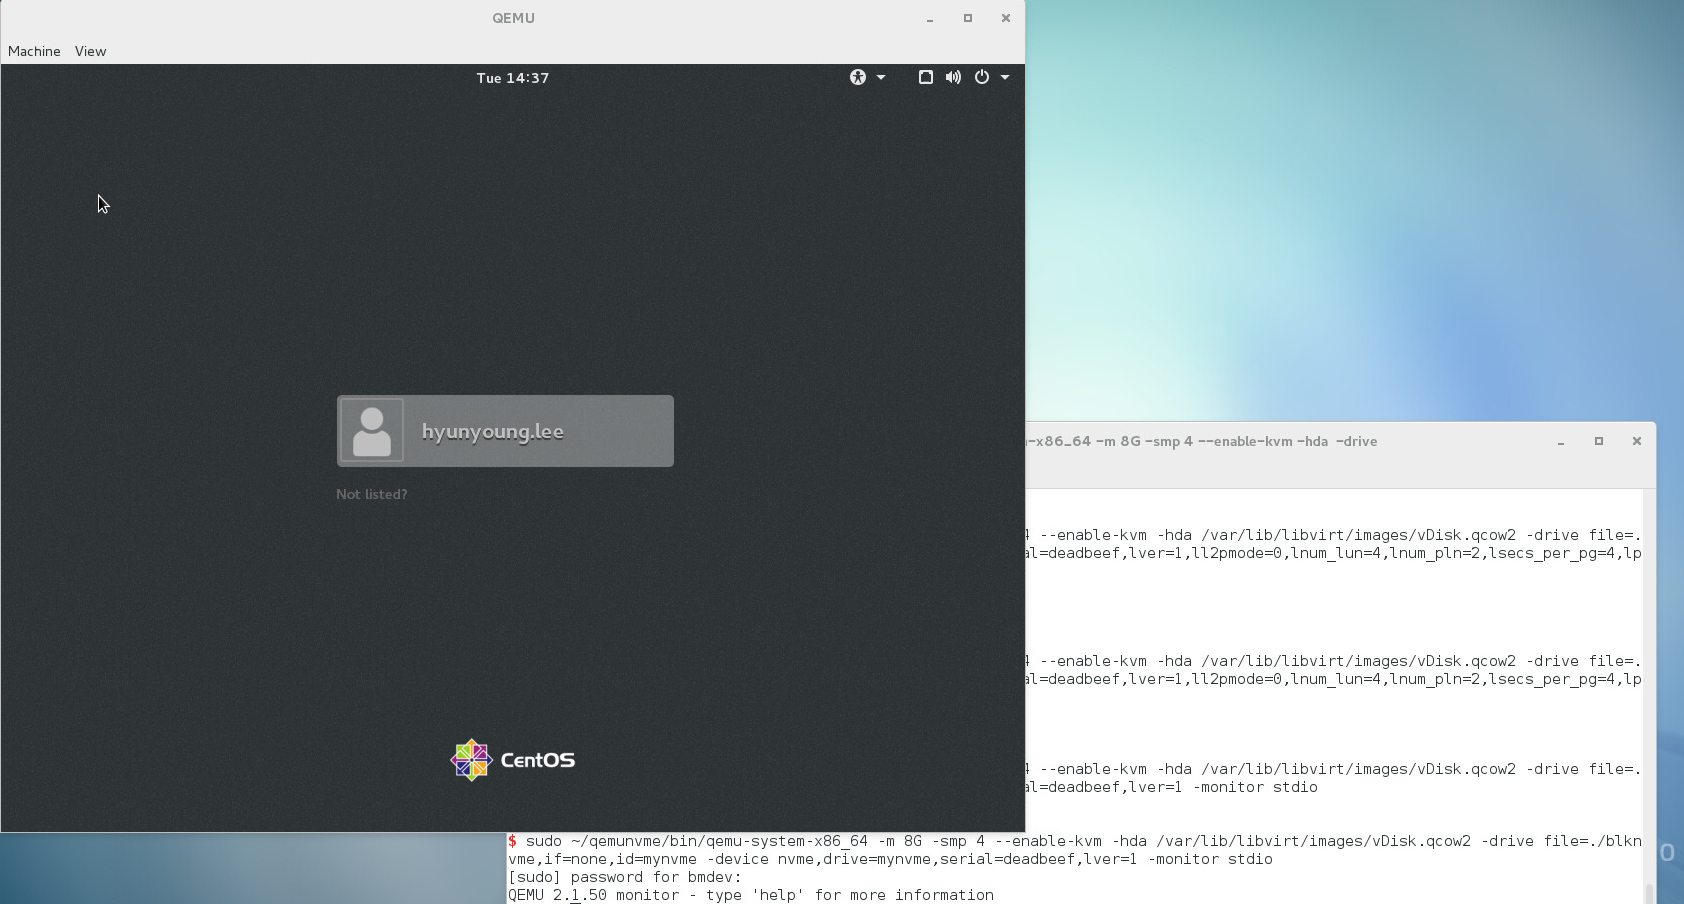 QEMU
Machine View
Tue 14:37
hyunyoung.lee
Not listed?
CentOS
-x86_64 -m 8G -smp 4 --enable-kvm -hda -drive
--enable-kvm -hda /var/lib/libvirt/images/vDisk.qcow2 -drive file=.
l=deadbeef,lver=1,ll2pmode=0,lnum_lun=4,lnum_pln=2,lsecs_per_pg=4,lp
--enable-kvm -hda /var/lib/libvirt/images/vDisk.qcow2 -drive file=.
l=deadbeef,lver=1,ll2pmode=0,lnum_lun=4,lnum_pln=2,lsecs_per_pg=4,lp
--enable-kvm -hda /var/lib/libvirt/images/vDisk.qcow2 -drive file=.
l=deadbeef,lver=1 -monitor stdio
$ sudo ~/qemunvme/bin/qemu-system-x86_64 -m 8G -smp 4 --enable-kvm -hda /var/lib/libvirt/images/vDisk.qcow2 -drive file=./blkn
vme,if=none,id=mynvme -device nvme,drive=mynvme,serial=deadbeef,lver=1 -monitor stdio
[sudo] password for bmdev:
QEMU 2.1.50 monitor - type 'help' for more information